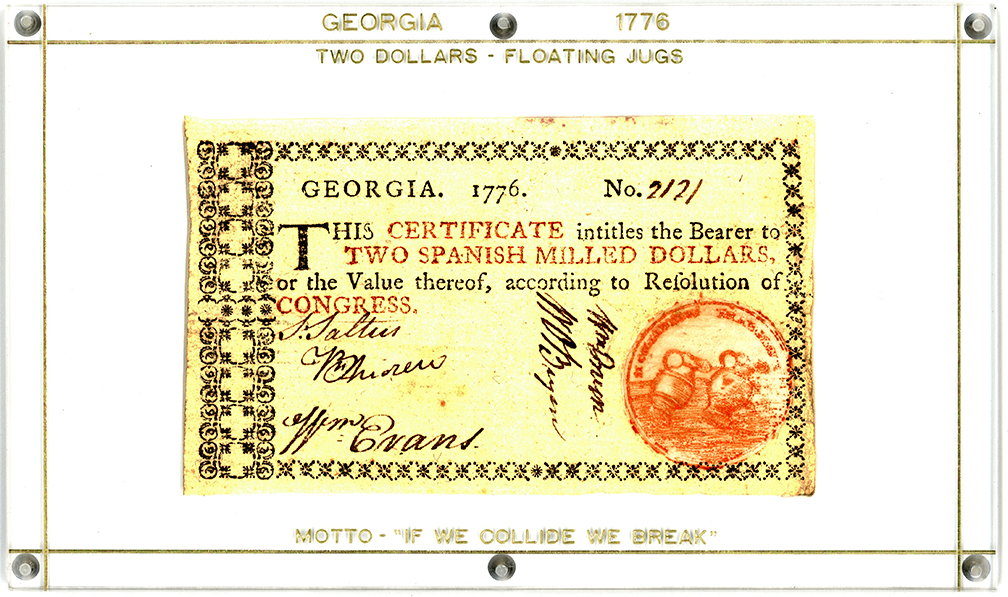 GEORGIA 1776
TWO DOLLARS - FLOATING JUGS
GEORGIA. 1776. No. 2121
THIS CERTIFICATE intitles the Bearer to
TWO SPANISH MILLED DOLLARS,
or the Value thereof, according to Reſolution of
CONGRESS.
Wm Evans.
MOTTO - "IF WE COLLIDE WE BREAK"